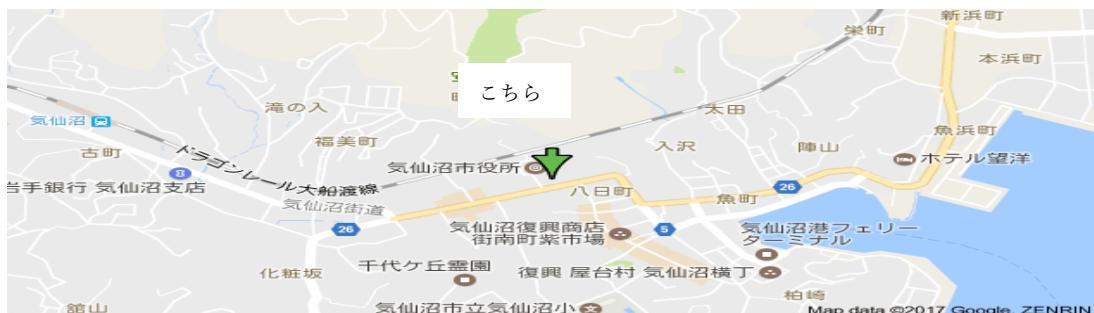 新浜町
栄町
本浜町
こちら
町
滝の入
太田
気仙沼
福美町
魚浜町
古町
入沢
陣山
ドラゴンレール大船渡線
気仙沼市役所
ホテル望洋
岩手銀行 気仙沼支店
八日町
26
魚町
気仙沼街道
26
気仙沼復興商店
街南町紫市場
5
気仙沼港フェリー
ターミナル
千代ケ丘霊園
化粧坂
復興 屋台村 気仙沼横丁
柏崎
舘山
気仙沼市立気仙沼小
Map data ©2017 Google, ZENRIN